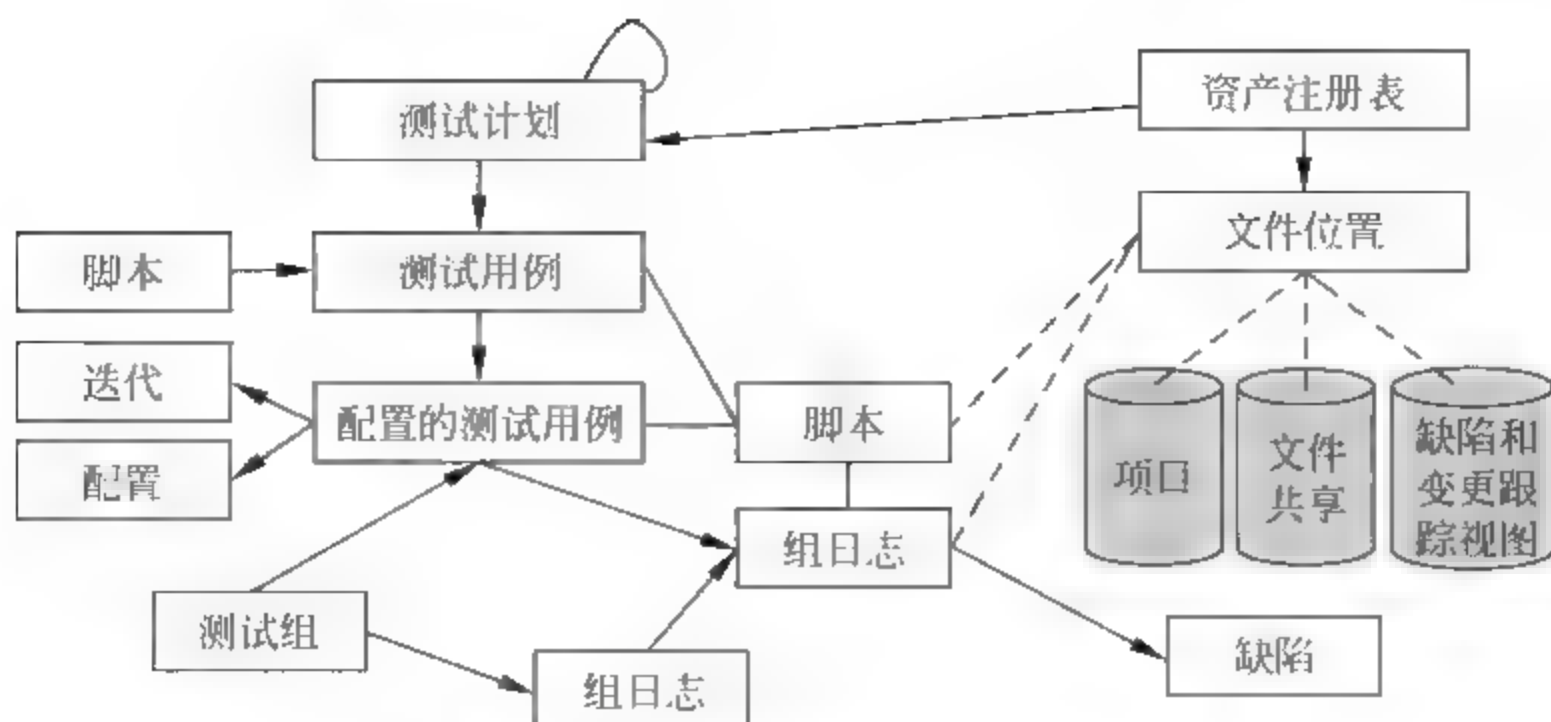 测试计划
资产注册表
文件位置
脚本
测试用例
迭代
配置的测试用例
脚本
配置
项目
文件
共享
缺陷和
变更跟
踪视图
组日志
测试组
组日志
缺陷